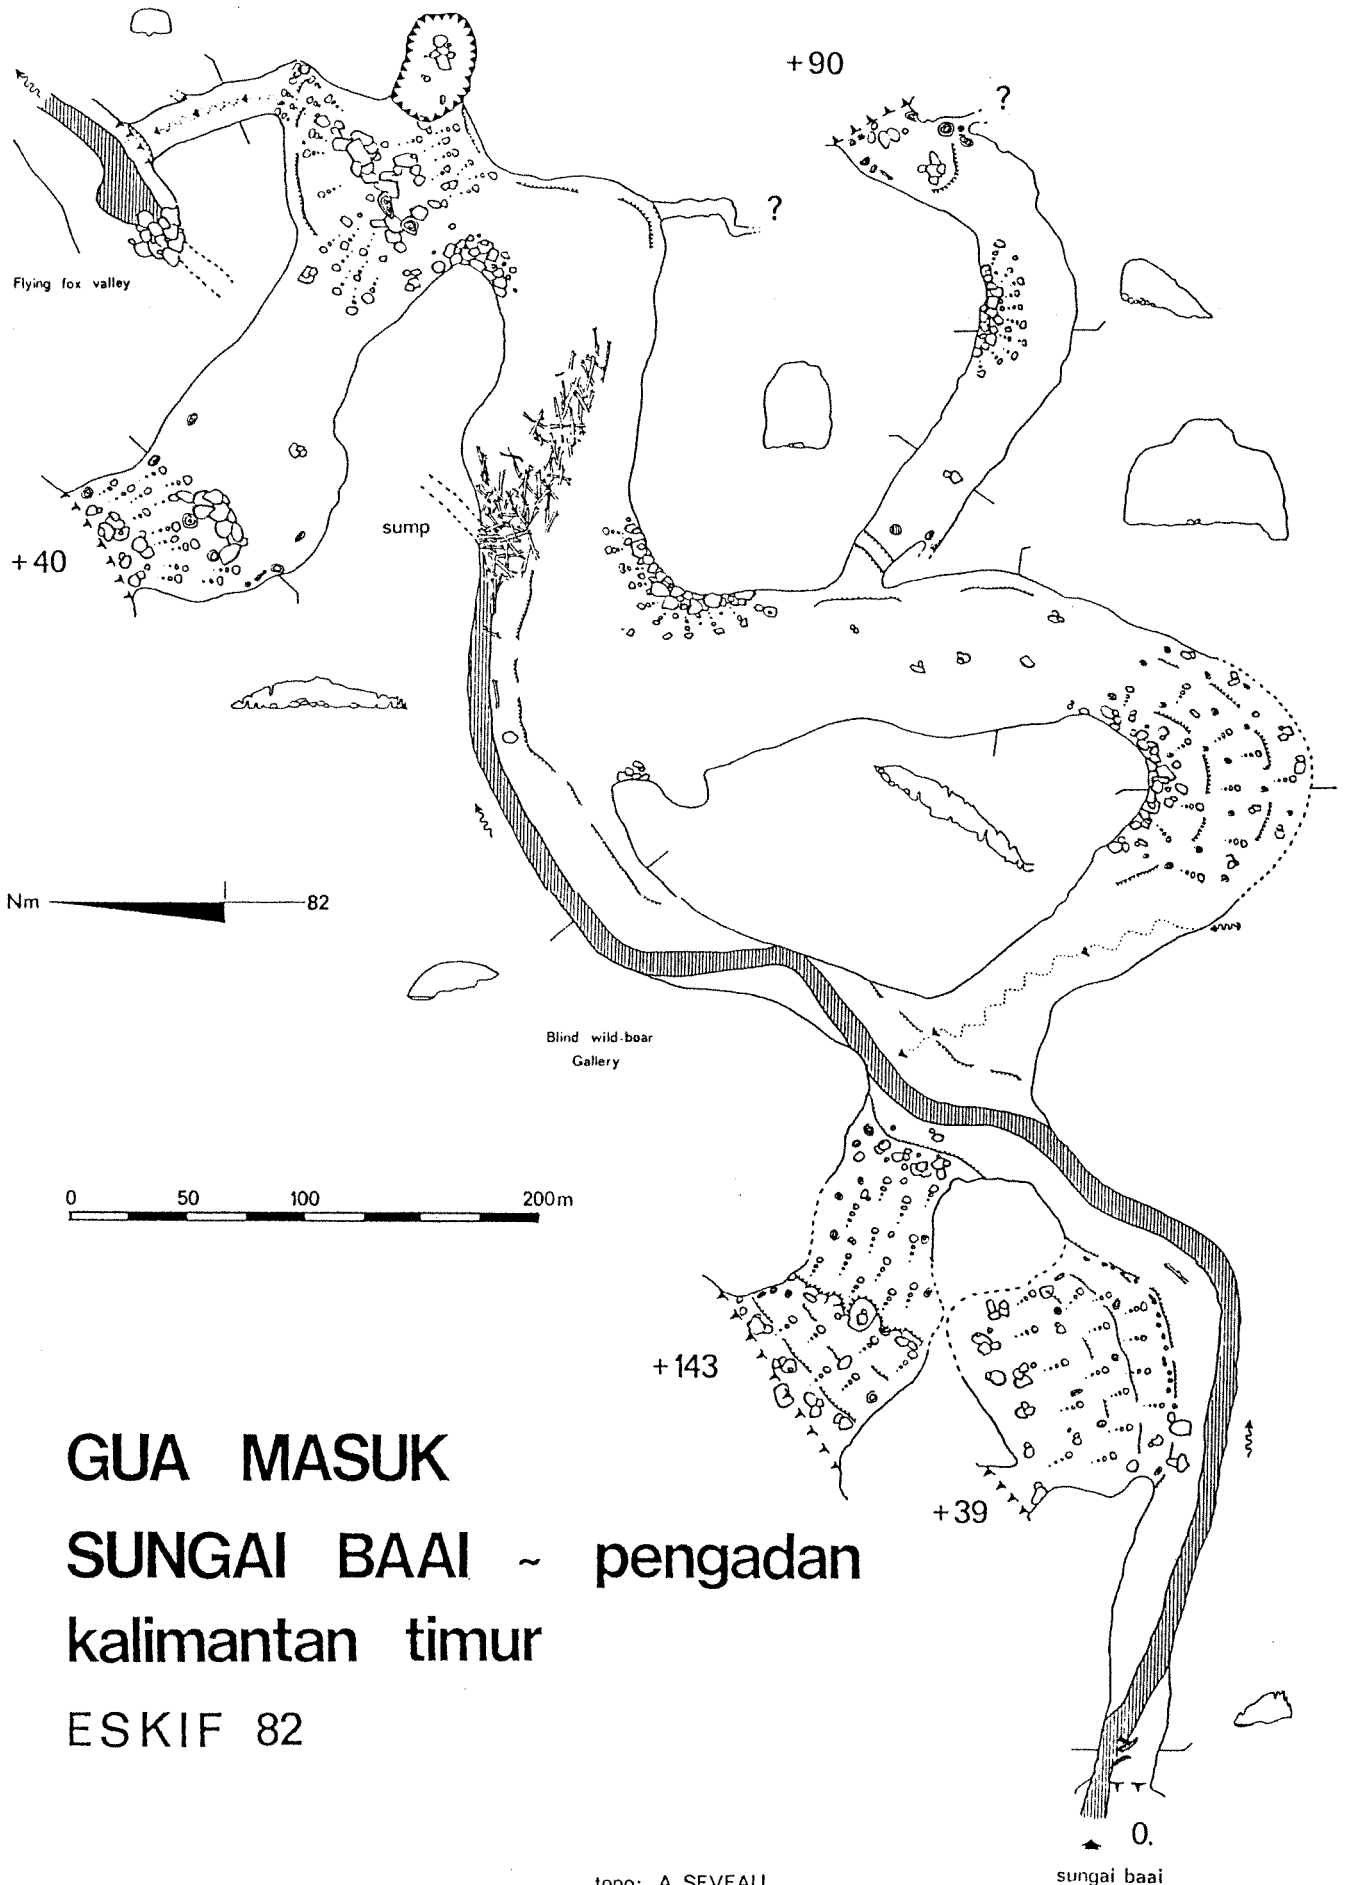 +90
?
?
Flying fox valley
sump
+40
Nm 82
Blind wild-boar
Gallery
0 50 100 200m
+143
+39
GUA MASUK
SUNGAI BAAI ~ pengadan
kalimantan timur
ESKIF 82
0.
topo: A. SEVEAU
sungai baai